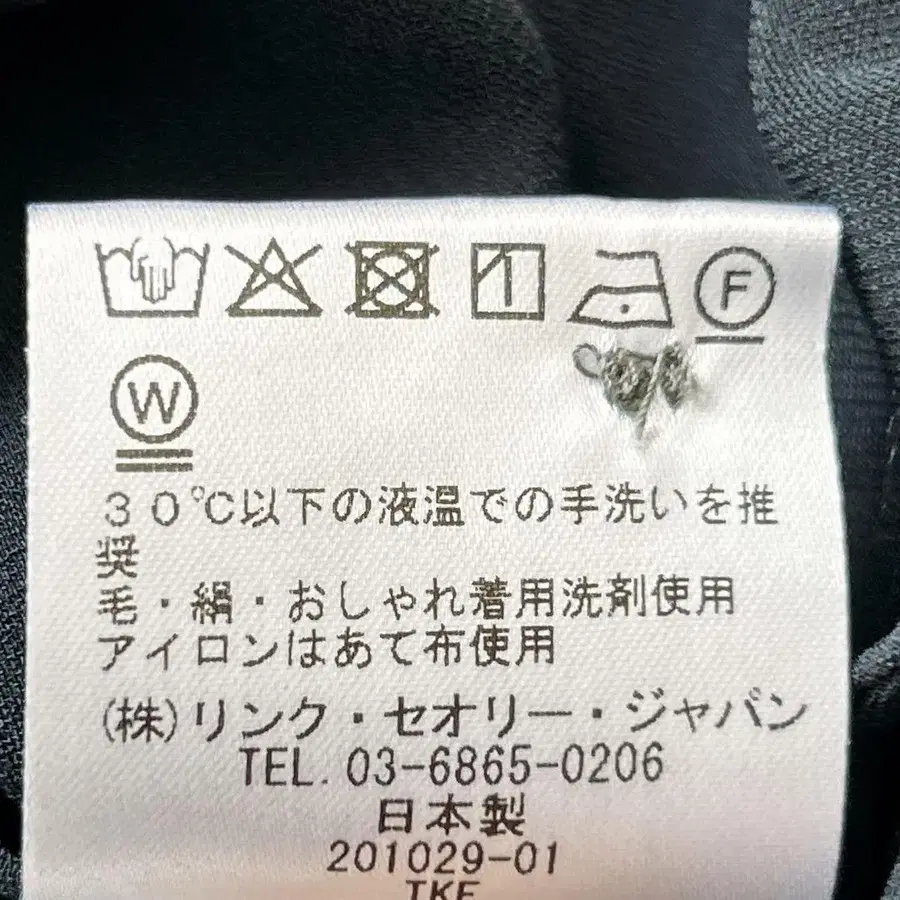 F
W
30℃以下の液温での手洗いを推
奨
毛・絹・おしゃれ着用洗剤使用
アイロンはあて布使用
(株)リンク・セオリー・ジャパン
TEL. 03-6865-0206
日本製
201029-01
TKF